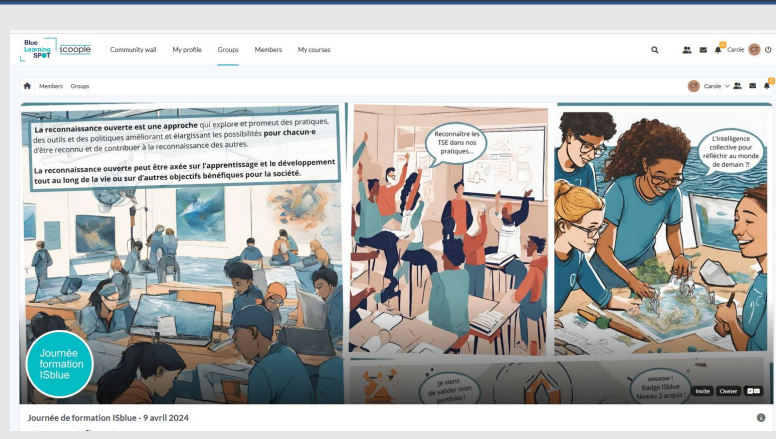 Blue
Learning
SPOT
scoople
Community wall
My profile
Groups
Members
My courses
Carole
CT
Members
Groups
CT
Carole
La reconnaissance ouverte est une approche qui explore et promeut des pratiques,
des outils et des politiques améliorant et élargissant les possibilités pour chacun·e
d'être reconnu et de contribuer à la reconnaissance des autres.
La reconnaissance ouverte peut être axée sur l'apprentissage et le développement
tout au long de la vie ou sur d'autres objectifs bénéfiques pour la société.
Reconnaître les
TSE dans nos
pratiques...
L'intelligence
collective pour
réfléchir au monde
de demain ?!
Journée
formation
ISblue
Je viens
de valider mon
portfolio !
wwaow !
Badge ISblue
Niveau 2 acquis !
Invite
Owner
Journée de formation ISblue - 9 avril 2024